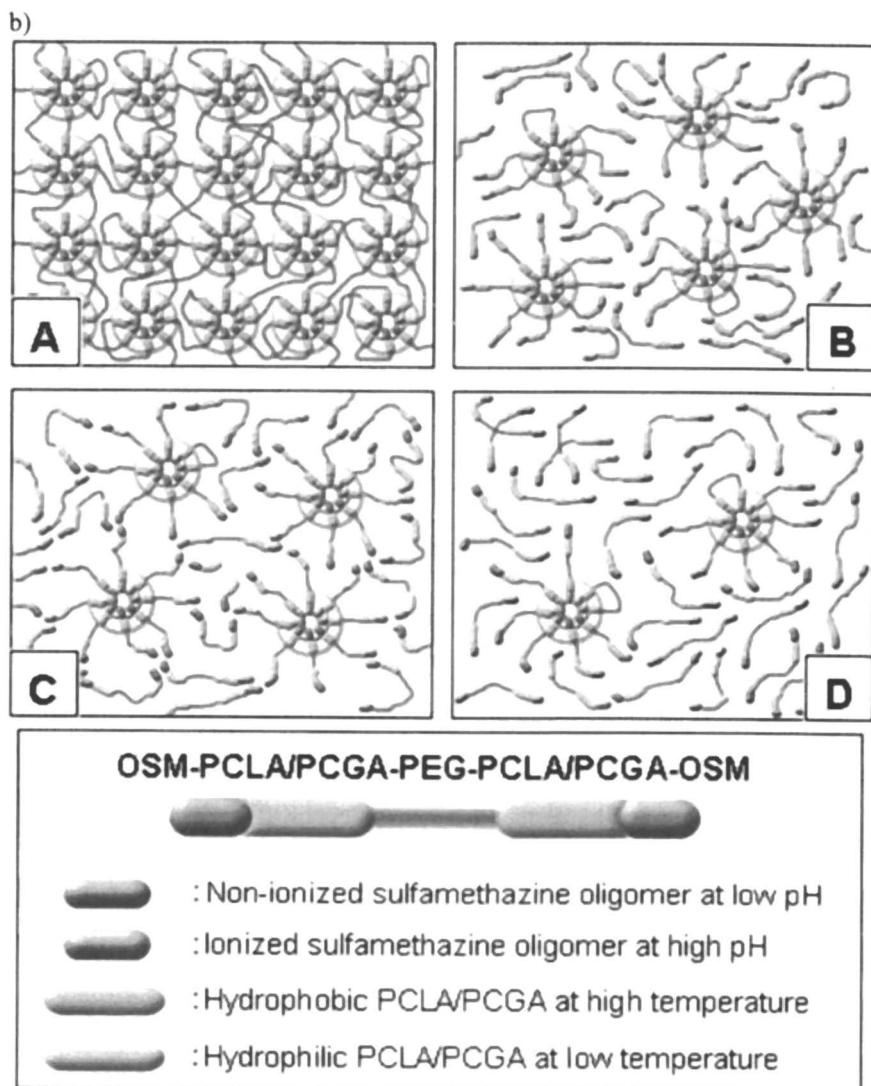 b)
A
B
C
D
OSM-PCLA/PCGA-PEG-PCLA/PCGA-OSM
: Non-ionized sulfamethazine oligomer at low pH
: Ionized sulfamethazine oligomer at high pH
: Hydrophobic PCLA/PCGA at high temperature
: Hydrophilic PCLA/PCGA at low temperature